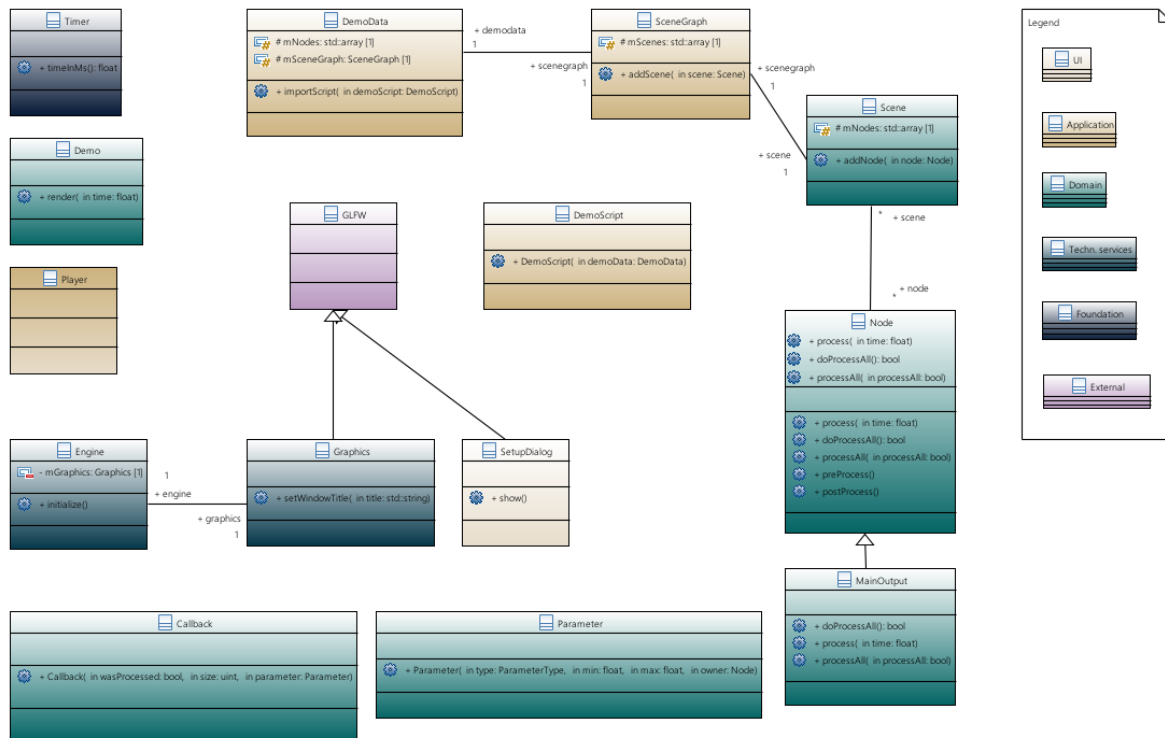 Timer
+ timeInMs(): float
DemoData
# mNodes: std::array [1]
# mSceneGraph: SceneGraph [1]
+ importScript( in demoScript: DemoScript)
+ demodata
1
+ scenegraph
1
SceneGraph
# mScenes: std::array [1]
+ addScene( in scene: Scene)
+ scenegraph
1
+ scene
1
Scene
# mNodes: std::array [1]
+ addNode( in node: Node)
* + scene
+ node
*
Legend
UI
Application
Domain
Techn. services
Foundation
External
Demo
+ render( in time: float)
GLFW
DemoScript
+ DemoScript( in demoData: DemoData)
Player
Node
+ process( in time: float)
+ doProcessAll(): bool
+ processAll( in processAll: bool)
+ process( in time: float)
+ doProcessAll(): bool
+ processAll( in processAll: bool)
+ preProcess()
+ postProcess()
Engine
- mGraphics: Graphics [1]
+ initialize()
1
+ engine
+ graphics
1
Graphics
+ setWindowTitle( in title: std::string)
SetupDialog
+ show()
MainOutput
+ doProcessAll(): bool
+ process( in time: float)
+ processAll( in processAll: bool)
Callback
+ Callback( in wasProcessed: bool, in size: uint, in parameter: Parameter)
Parameter
+ Parameter( in type: ParameterType, in min: float, in max: float, in owner: Node)